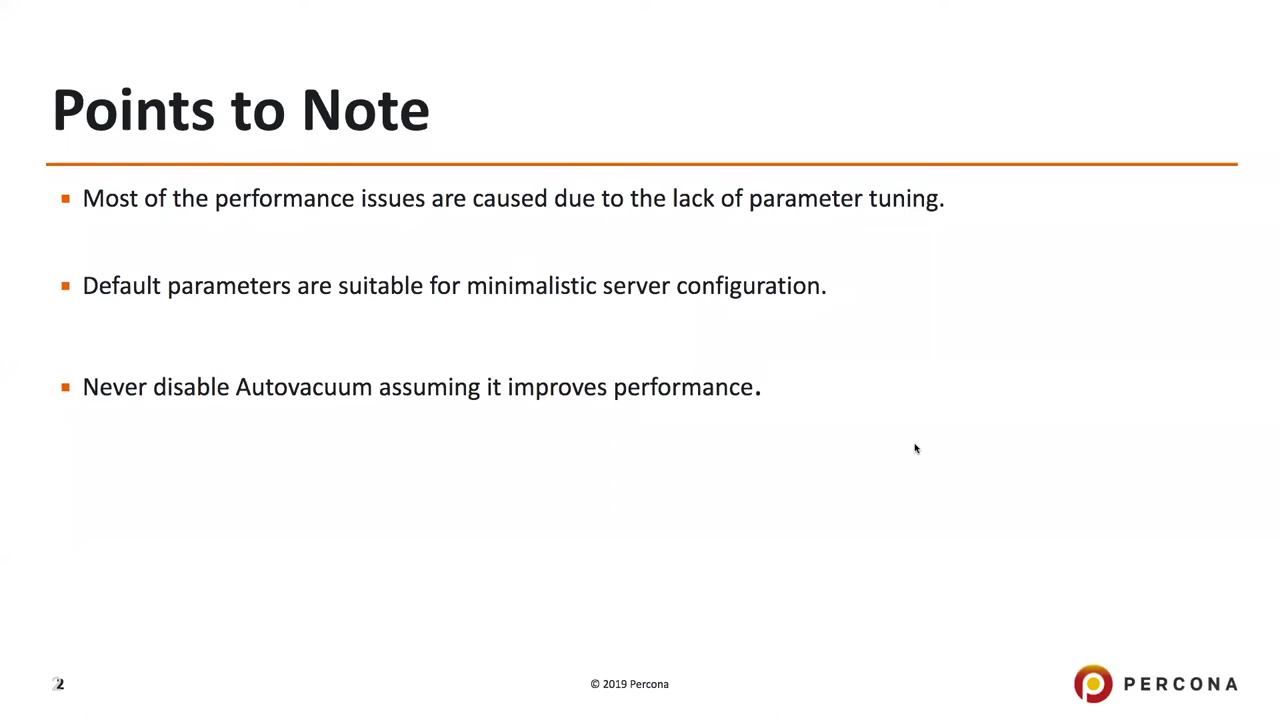 Points to Note
Most of the performance issues are caused due to the lack of parameter tuning.
Default parameters are suitable for minimalistic server configuration.
Never disable Autovacuum assuming it improves performance.
2
© 2019 Percona
PERCONA